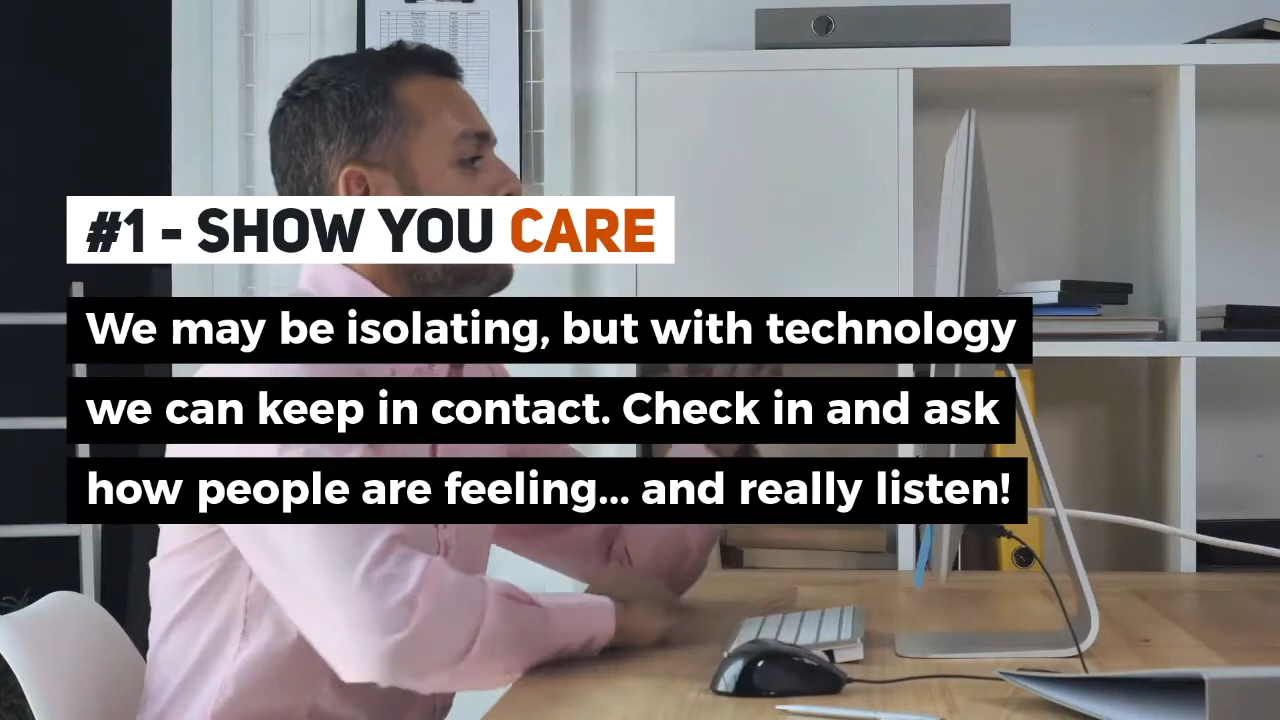 #1 - SHOW YOU CARE
We may be isolating, but with technology
we can keep in contact. Check in and ask
how people are feeling... and really listen!